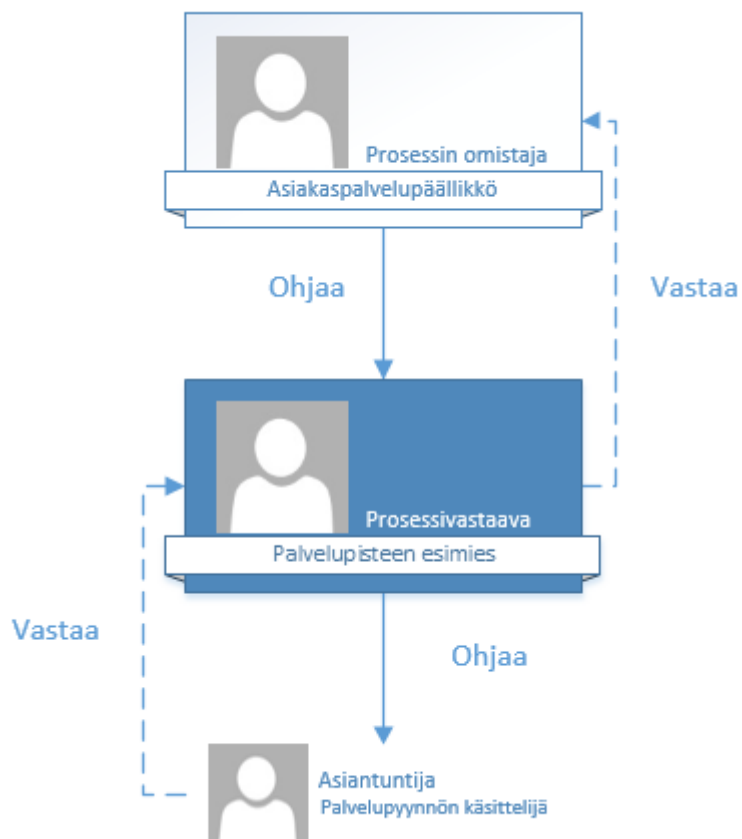 Prosessin omistaja
Asiakaspalvelupäällikkö
Ohjaa
Vastaa
Prosessivastaava
Palvelupisteen esimies
Vastaa
Ohjaa
Asiantuntija
Palvelupyynnön käsittelijä